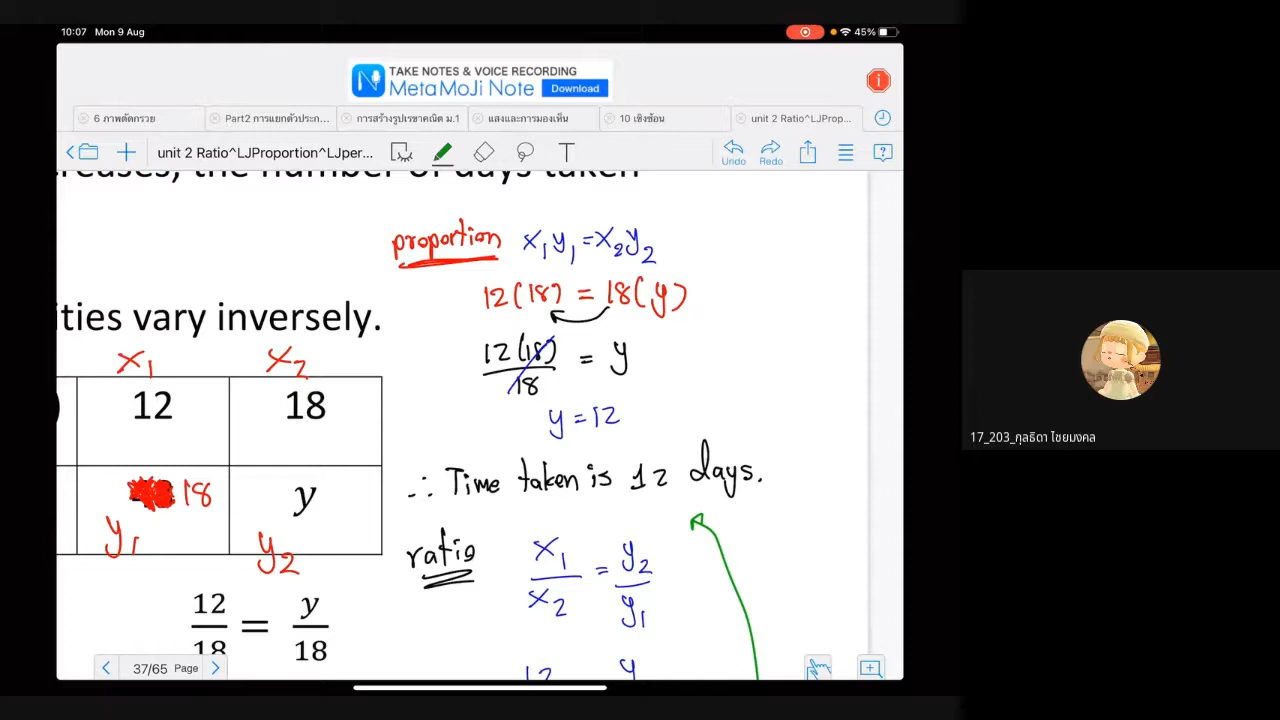 10:07 Mon 9 Aug
45%
TAKE NOTES & VOICE RECORDING
MetaMoJi Note Download
6 ภาพตัดกรวย
Part2 การแยกตัวประก...
การสร้างรูปเรขาคณิต ม.1
แสงและการมองเห็น
10 เชิงซ้อน
unit 2 Ratio^LJProp...
unit 2 Ratio^LJProportion^LJper...
T
Undo
Redo
creases, the number of days taken
proportion x₁y₁=x₂y₂
12(18) = 18(y)
ities vary inversely.
12(18)/18 = y
x₁ x₂
12 18
y = 12
18 y
y₁ y₂
∴ Time taken is 12 days.
ratio x₁/x₂ = y₂/y₁
12/18 = y/18
12 y
37/65 Page
17_203_กุลธิดา ไชยมงคล